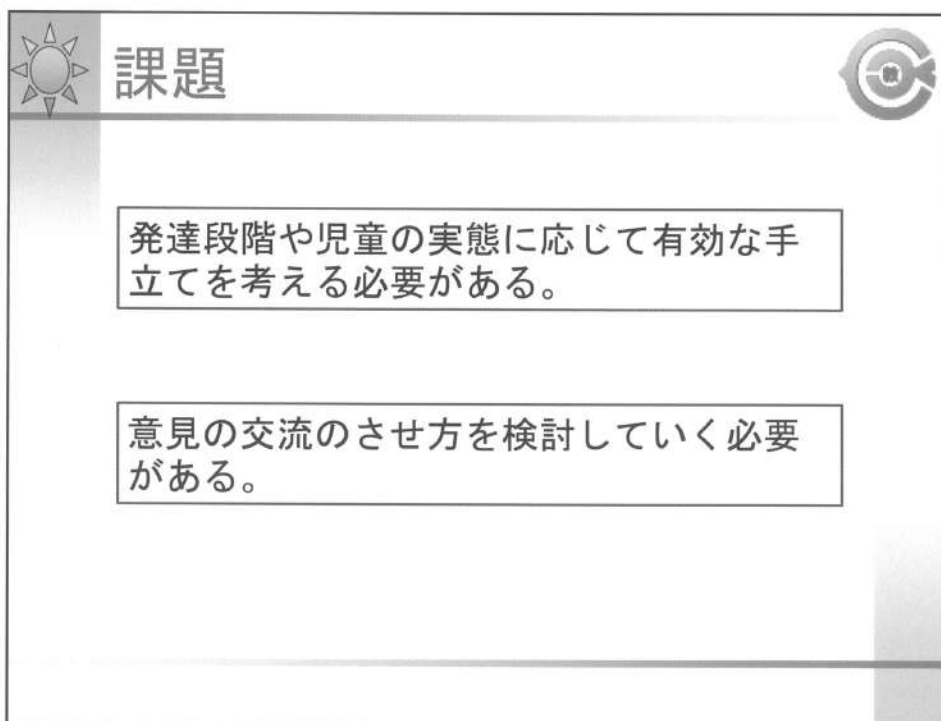 課題
発達段階や児童の実態に応じて有効な手
立てを考える必要がある。
意見の交流のさせ方を検討していく必要
がある。